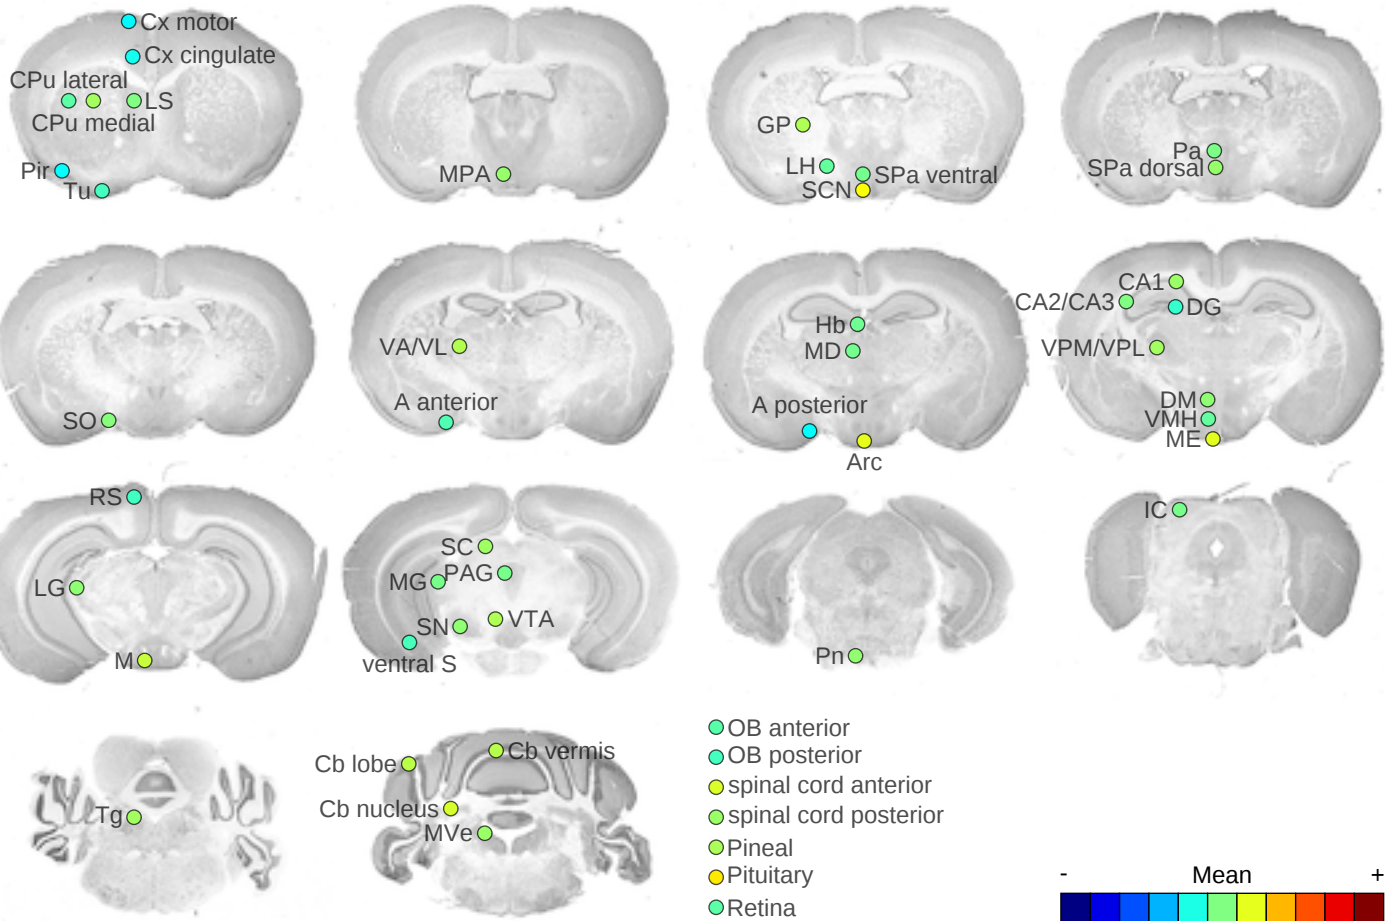 Cx motor
Cx cingulate
CPu lateral
LS
CPu medial
Pir
Tu
MPA
GP
LH
SPa ventral
SCN
Pa
SPa dorsal
SO
VA/VL
A anterior
Hb
MD
A posterior
Arc
CA1
CA2/CA3
DG
VPM/VPL
DM
VMH
ME
RS
LG
M
SC
MG
PAG
SN
VTA
ventral S
Pn
IC
Tg
Cb lobe
Cb vermis
Cb nucleus
MVe
OB anterior
OB posterior
spinal cord anterior
spinal cord posterior
Pineal
Pituitary
Retina
- Mean +